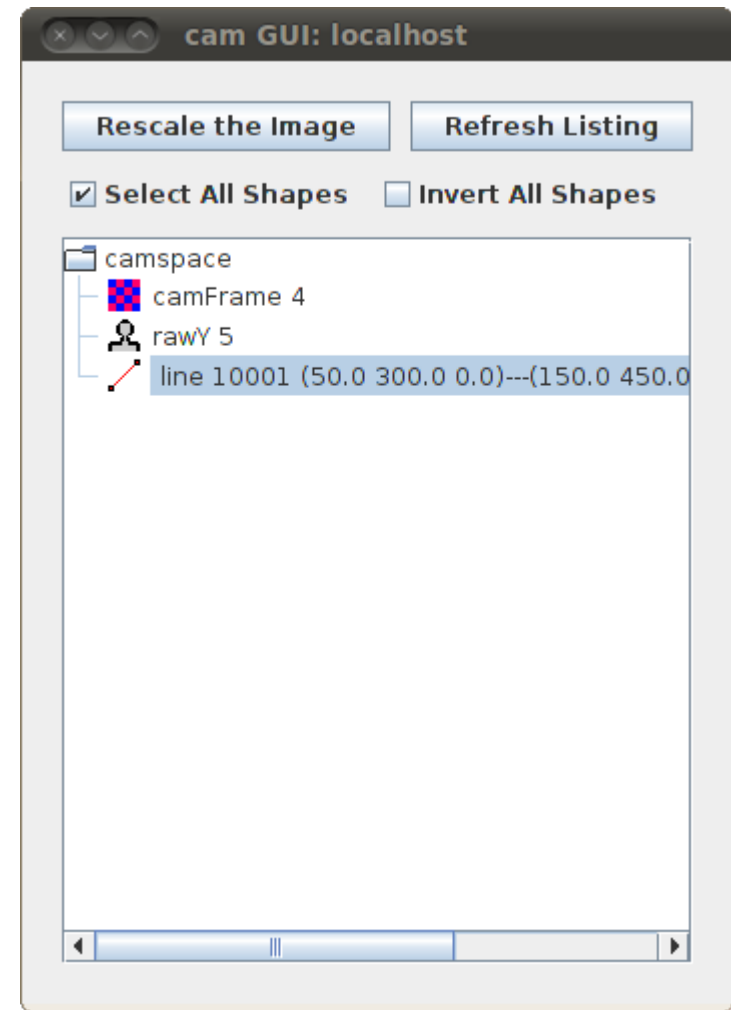 cam GUI: localhost
Rescale the Image Refresh Listing
Select All Shapes Invert All Shapes
camspace
camFrame 4
rawY 5
line 10001 (50.0 300.0 0.0)---(150.0 450.0